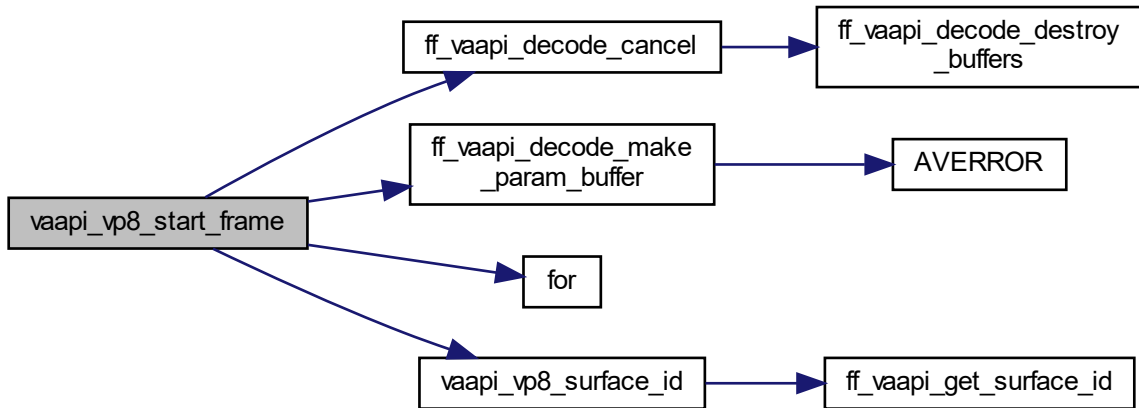 vaapi_vp8_start_frame
ff_vaapi_decode_cancel
ff_vaapi_decode_destroy
_buffers
ff_vaapi_decode_make
_param_buffer
AVERROR
for
vaapi_vp8_surface_id
ff_vaapi_get_surface_id